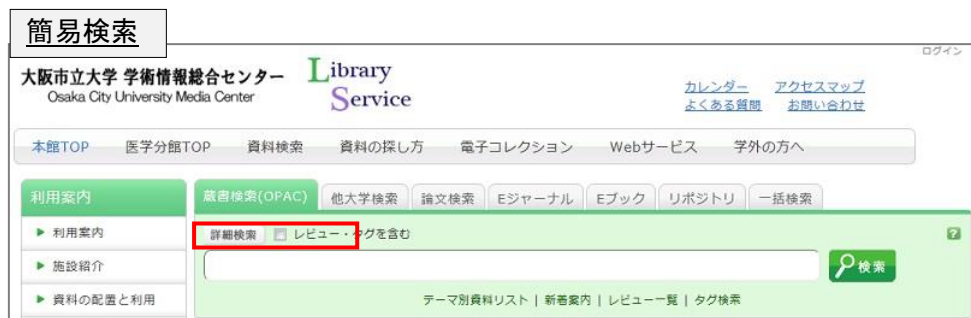 簡易検索
ログイン
大阪市立大学 学術情報総合センター
Osaka City University Media Center
Library
Service
カレンダー アクセスマップ
よくある質問 お問い合わせ
本館TOP 医学分館TOP 資料検索 資料の探し方 電子コレクション Webサービス 学外の方へ
利用案内
蔵書検索(OPAC) 他大学検索 論文検索 Eジャーナル Eブック リポジトリ 一括検索
利用案内
詳細検索 レビュー・タグを含む
?
施設紹介
検索
資料の配置と利用
テーマ別資料リスト | 新着案内 | レビュー一覧 | タグ検索